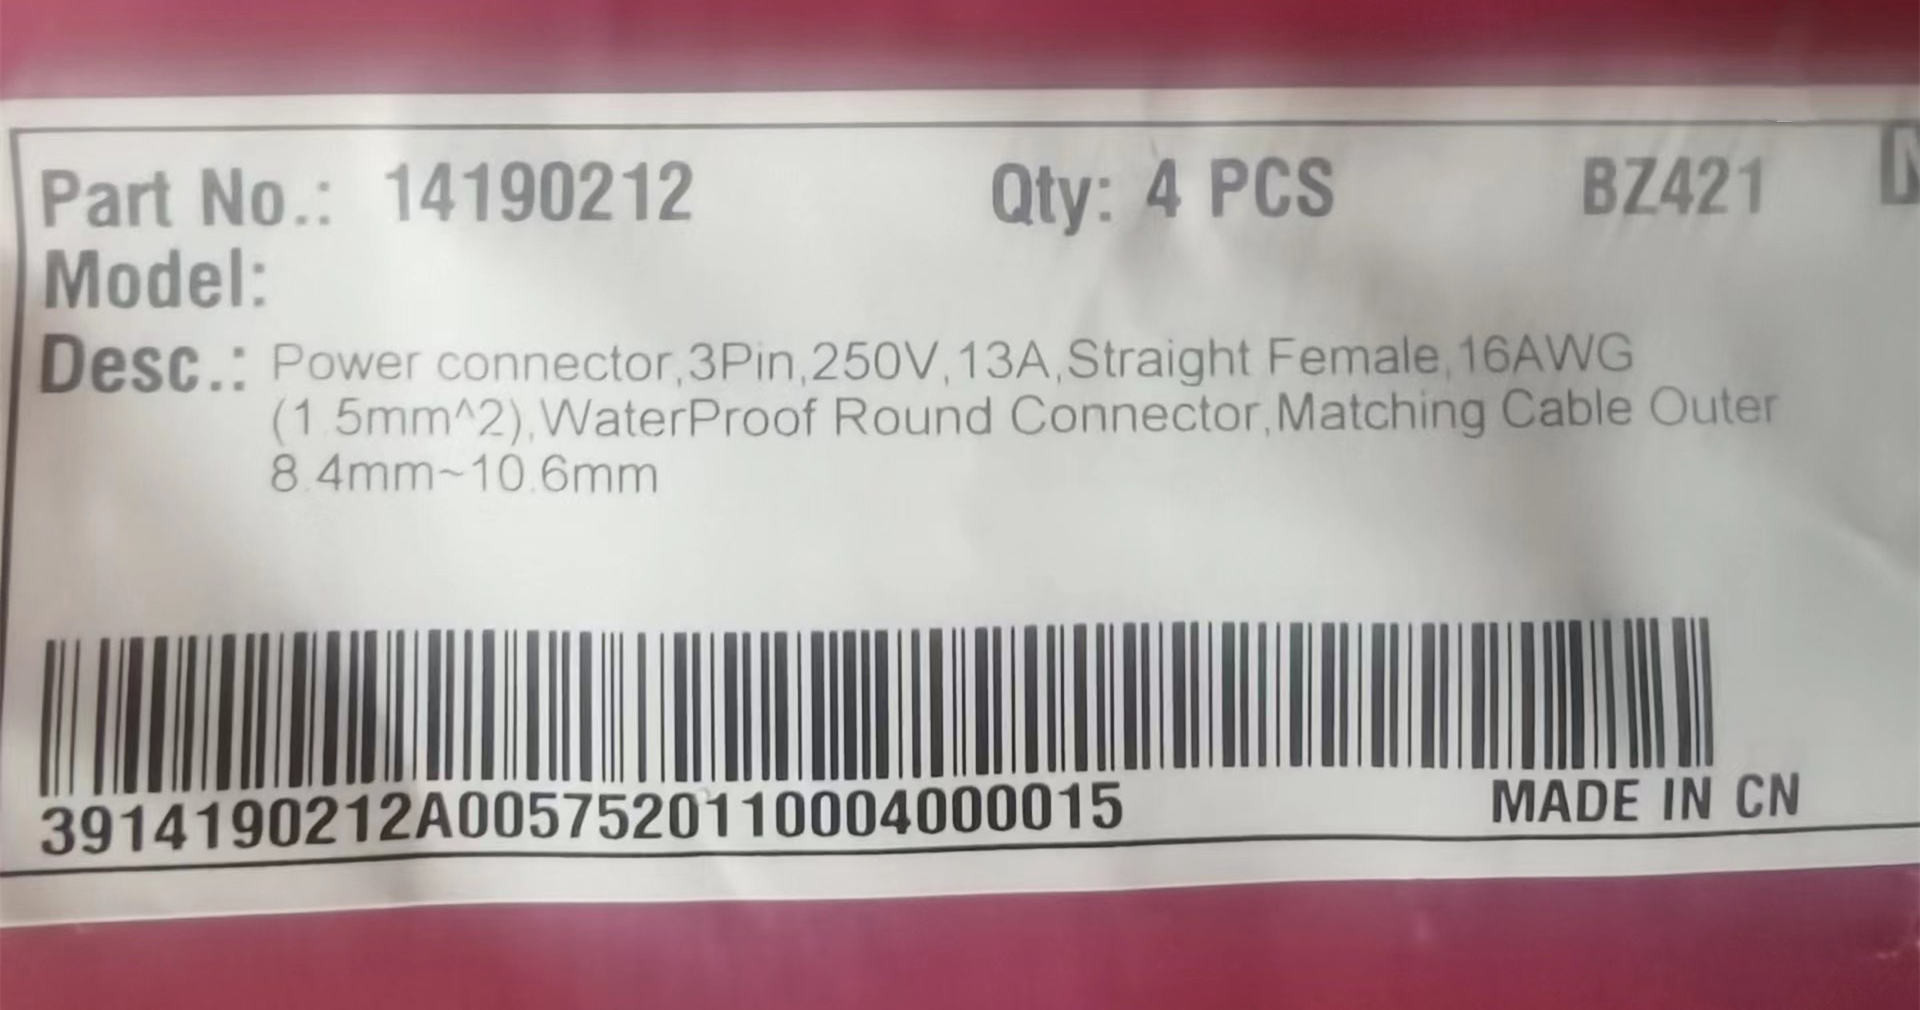 Part No.: 14190212 Qty: 4 PCS BZ421
Model:
Desc.: Power connector,3Pin,250V,13A,Straight Female,16AWG
(1.5mm^2),WaterProof Round Connector,Matching Cable Outer
8.4mm~10.6mm
3914190212A0057520110004000015 MADE IN CN